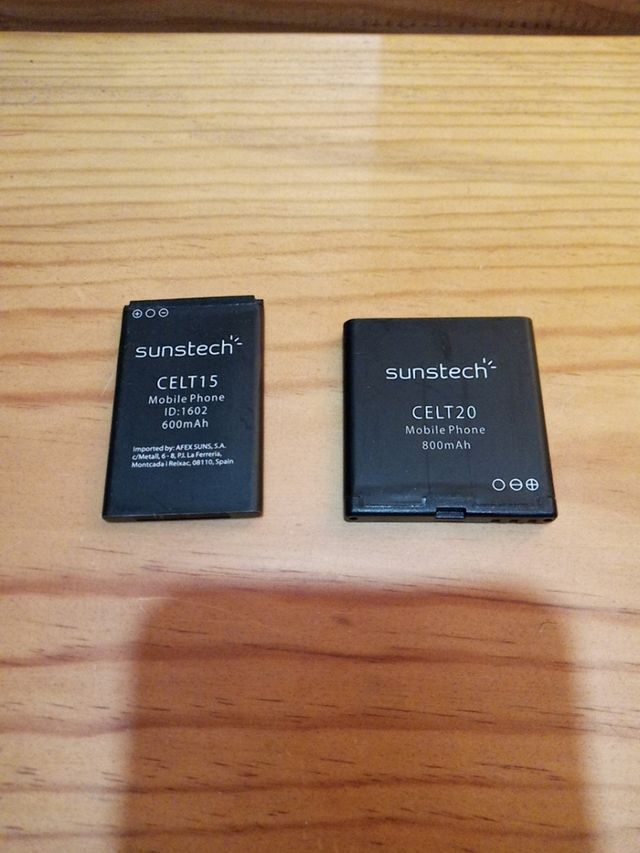 sunstech
CELT15
Mobile Phone
ID:1602
600mAh
Imported by: AFEX SUNS, S.A.
c/Metall, 6 - 8, P.I. La Ferreria,
Montcada i Reixac, 08110, Spain
sunstech
CELT20
Mobile Phone
800mAh